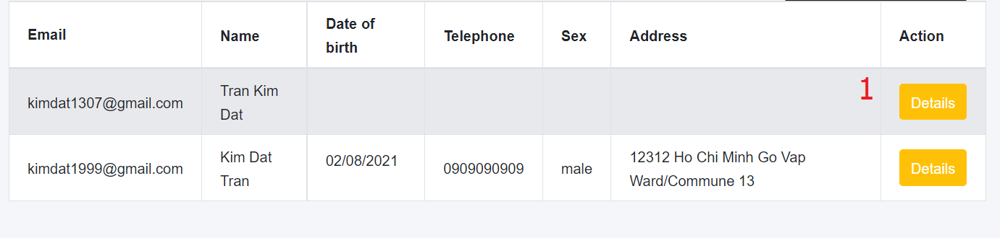 Email Name Date of birth Telephone Sex Address Action
kimdat1307@gmail.com Tran Kim Dat 1 Details
kimdat1999@gmail.com Kim Dat Tran 02/08/2021 0909090909 male 12312 Ho Chi Minh Go Vap Ward/Commune 13 Details